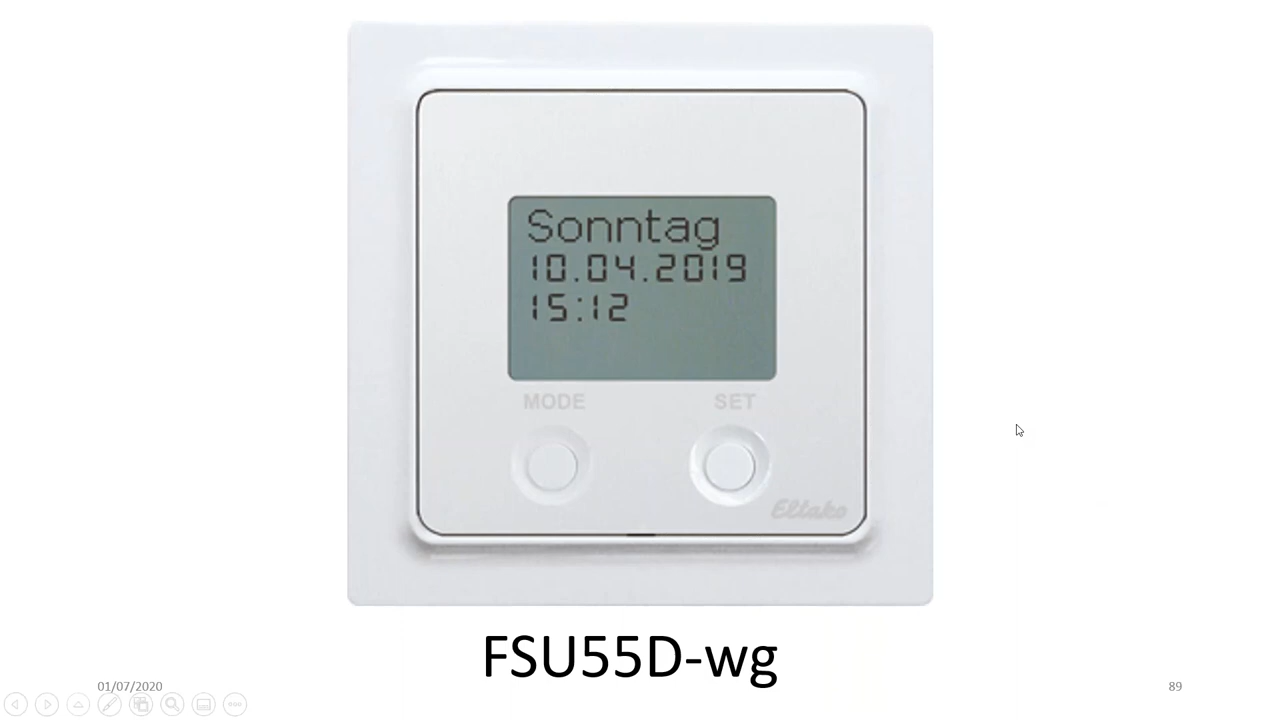 Sonntag
10.04.2019
15:12
MODE SET
Eltako
FSU55D-wg
01/07/2020
89